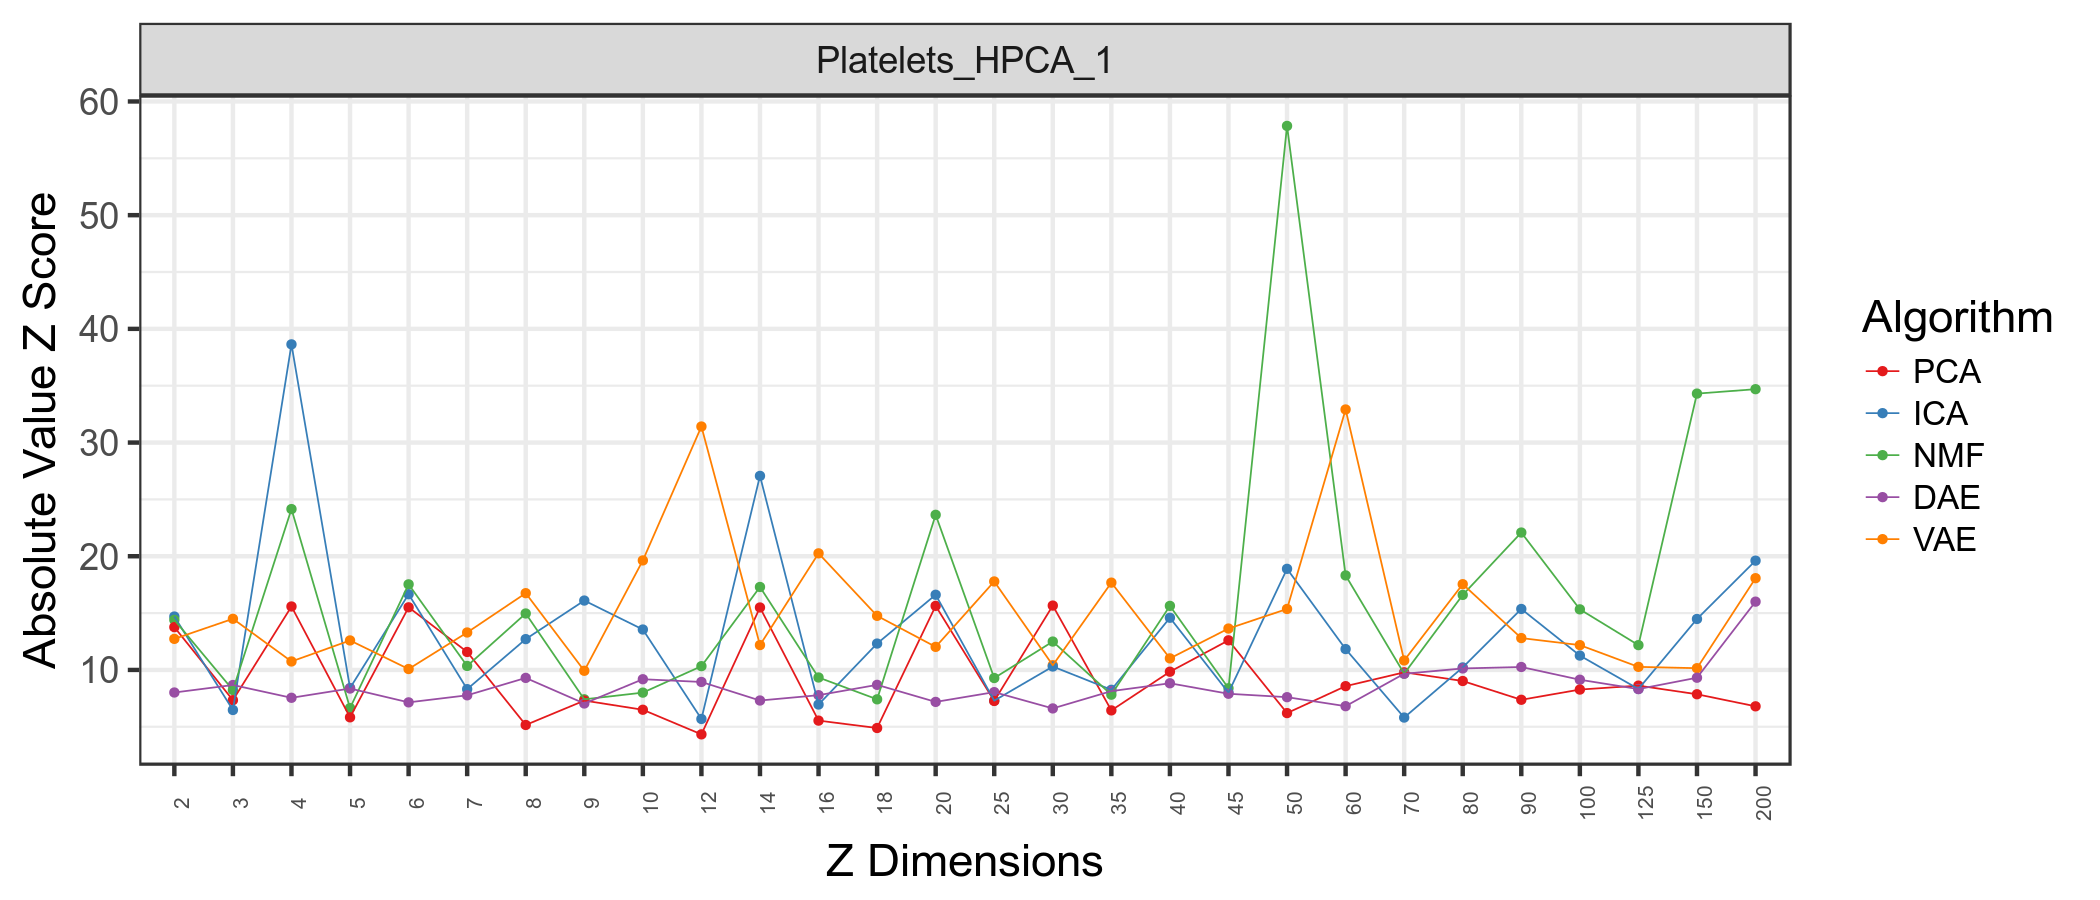 Platelets_HPCA_1
60
50
40
30
20
10
Absolute Value Z Score
2 3 4 5 6 7 8 9 10 12 14 16 18 20 25 30 35 40 45 50 60 70 80 90 100 125 150 200
Z Dimensions
Algorithm
PCA
ICA
NMF
DAE
VAE